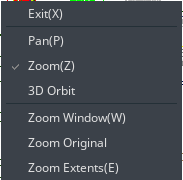 Exit(X)
Pan(P)
Zoom(Z)
3D Orbit
Zoom Window(W)
Zoom Original
Zoom Extents(E)